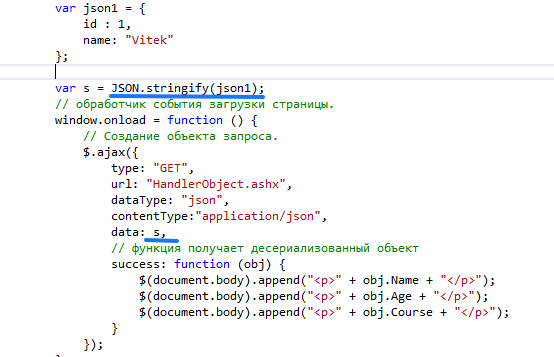 var json1 = {
id : 1,
name: "Vitek"
};
var s = JSON.stringify(json1);
// обработчик события загрузки страницы.
window.onload = function () {
// Создание объекта запроса.
$.ajax({
type: "GET",
url: "HandlerObject.ashx",
dataType: "json",
contentType:"application/json",
data: s,
// функция получает десериализованный объект
success: function (obj) {
$(document.body).append("<p>" + obj.Name + "</p>");
$(document.body).append("<p>" + obj.Age + "</p>");
$(document.body).append("<p>" + obj.Course + "</p>");
}
});